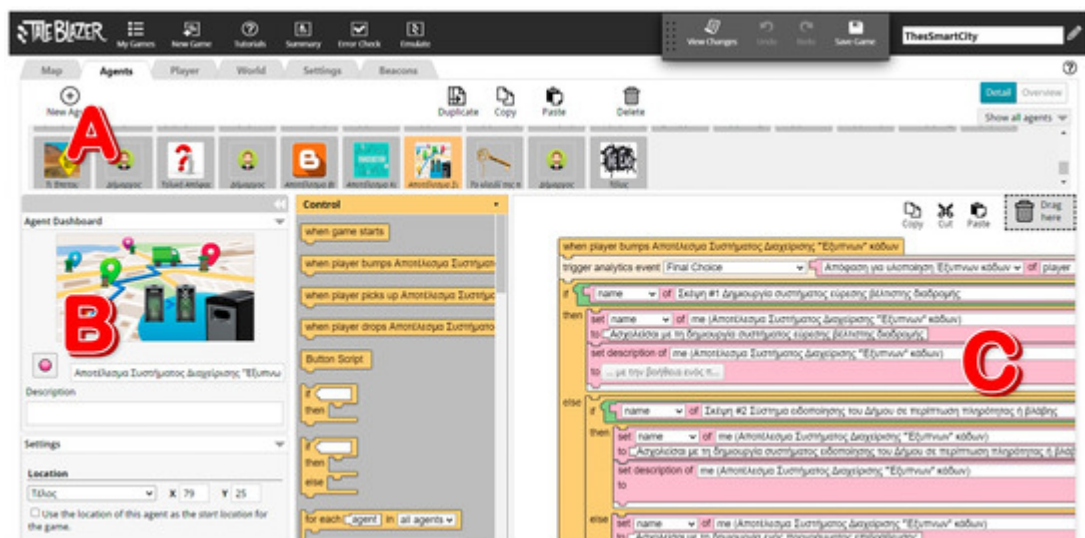 TALEBLAZER My Games New Game Tutorials Summary Error Check Emulate View Changes Undo Redo Save Game ThesSmartCity
Map Agents Player World Settings Beacons
New Duplicate Copy Paste Delete Detail Overview
Show all agents
A
Δήμαρχος Δήμαρχος Δήμαρχος Τέλος
Agent Dashboard
B
Αποτέλεσμα Συστήματος Διαχείρισης "Έξυπνω
Description
Settings
Location
Τέλος X 79 Y 25
Use the location of this agent as the start location for
the game.
Control
when game starts
when player bumps Αποτέλεσμα Συστήματ
when player picks up Αποτέλεσμα Συστήμα
when player drops Αποτέλεσμα Συστήματο
Button Script
if
then
if
then
else
for each agent in all agents
Copy Cut Paste Drag
here
when player bumps Αποτέλεσμα Συστήματος Διαχείρισης "Έξυπνων" κάδων
trigger analytics event Final Choice Απόφαση για υλοποίηση Έξυπνων κάδων of player
if name of Σκέψη #1 Δημιουργία συστήματος εύρεσης βέλτιστης διαδρομής
then set name of me (Αποτέλεσμα Συστήματος Διαχείρισης "Έξυπνων" κάδων)
to Ασχολείσαι με τη δημιουργία συστήματος εύρεσης βέλτιστης διαδρομής
set description of me (Αποτέλεσμα Συστήματος Διαχείρισης "Έξυπνων" κάδων)
to ... με την βοήθεια ενός π...
C
else if name of Σκέψη #2 Σύστημα ειδοποίησης του Δήμου σε περίπτωση πληρότητας ή βλάβης
then set name of me (Αποτέλεσμα Συστήματος Διαχείρισης "Έξυπνων" κάδων)
to Ασχολείσαι με τη δημιουργία συστήματος ειδοποίησης του Δήμου σε περίπτωση πληρότητας ή βλάβ
set description of me (Αποτέλεσμα Συστήματος Διαχείρισης "Έξυπνων" κάδων)
to
else set name of me (Αποτέλεσμα Συστήματος Διαχείρισης "Έξυπνων" κάδων)